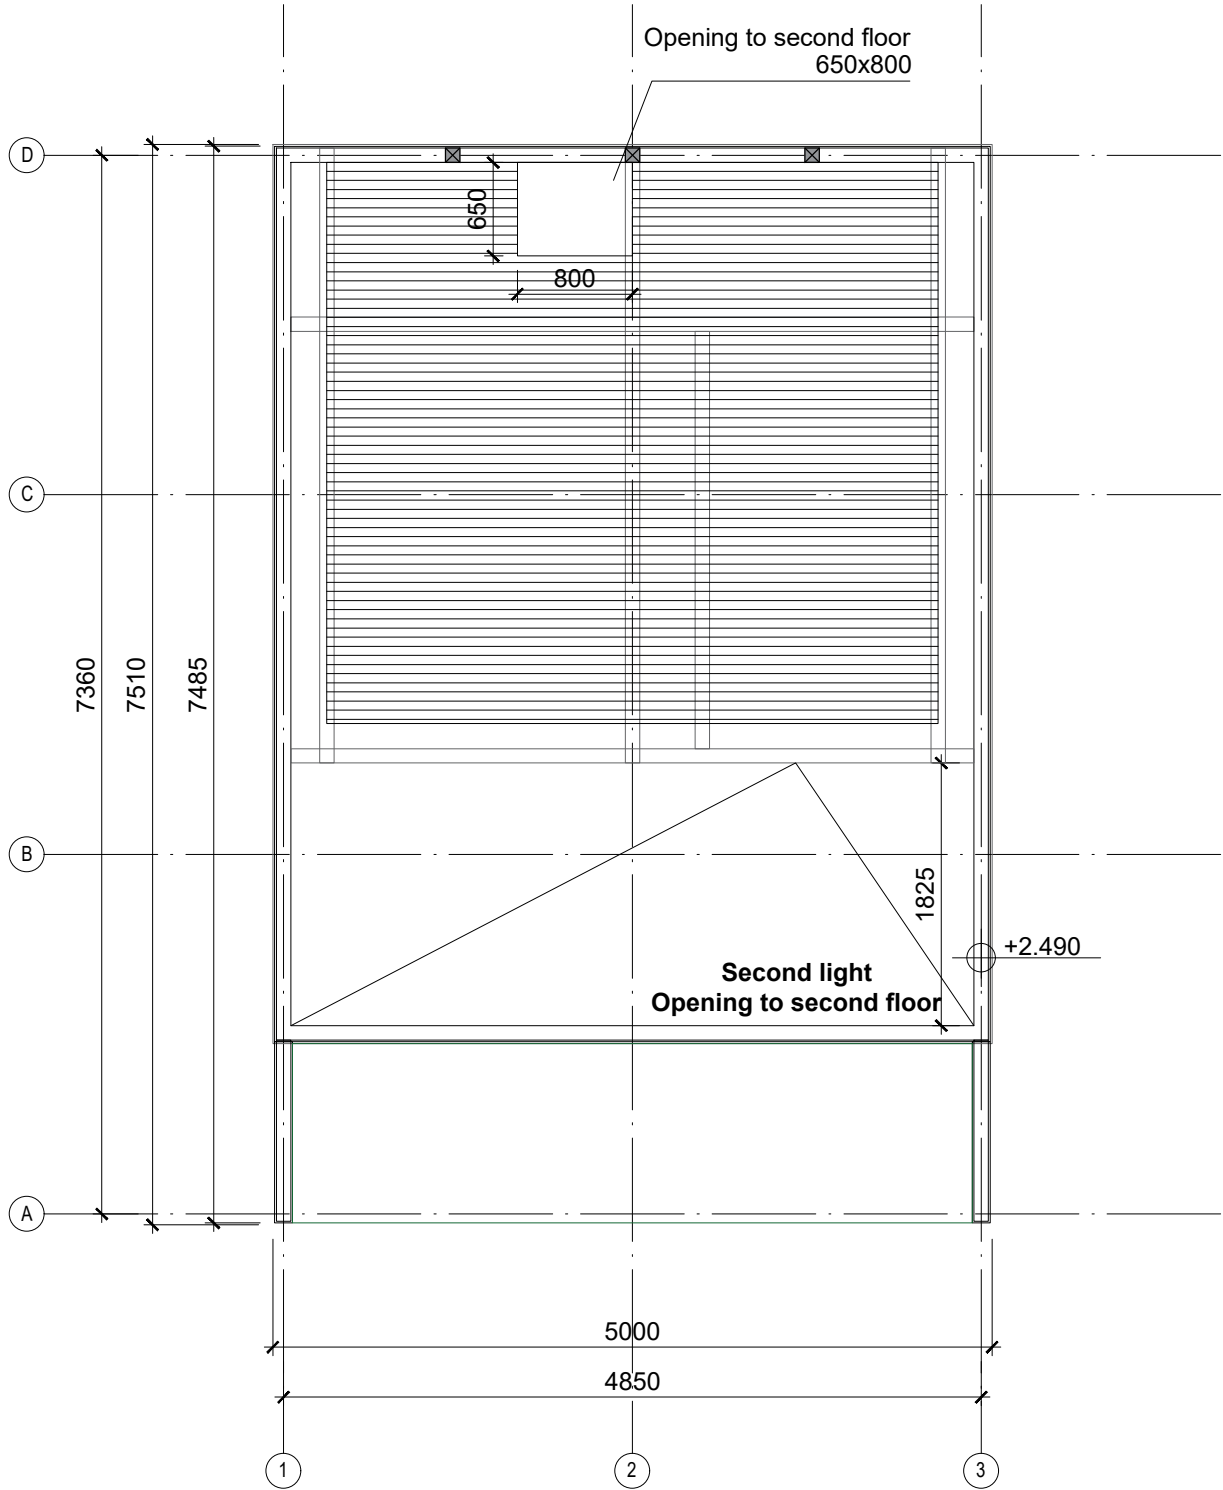 Opening to second floor
650x800
D
650
800
C
7360
7510
7485
B
1825
+2.490
Second light
Opening to second floor
A
5000
4850
1
2
3